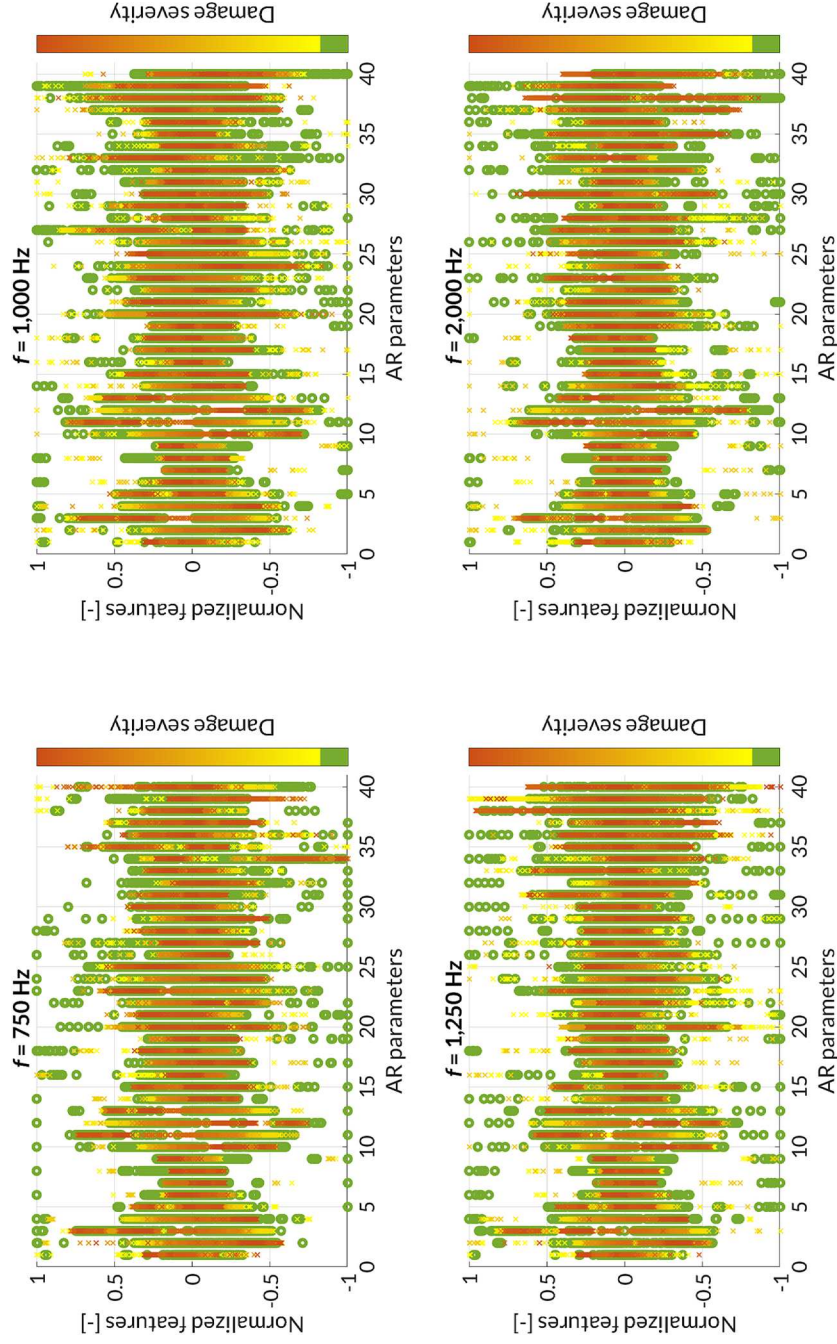 f = 750 Hz
Normalized features [-]
1
0.5
0
-0.5
-1
0 5 10 15 20 25 30 35 40
AR parameters
Damage severity
f = 1,000 Hz
Normalized features [-]
1
0.5
0
-0.5
-1
0 5 10 15 20 25 30 35 40
AR parameters
Damage severity
f = 1,250 Hz
Normalized features [-]
1
0.5
0
-0.5
-1
0 5 10 15 20 25 30 35 40
AR parameters
Damage severity
f = 2,000 Hz
Normalized features [-]
1
0.5
0
-0.5
-1
0 5 10 15 20 25 30 35 40
AR parameters
Damage severity